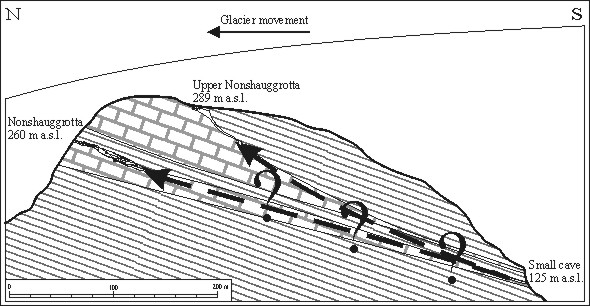 N
S
Glacier movement
Upper Nonshauggrotta
289 m a.s.l.
Nonshauggrotta
260 m a.s.l.
?
?
?
Small cave
125 m a.s.l.
0 100 200 m